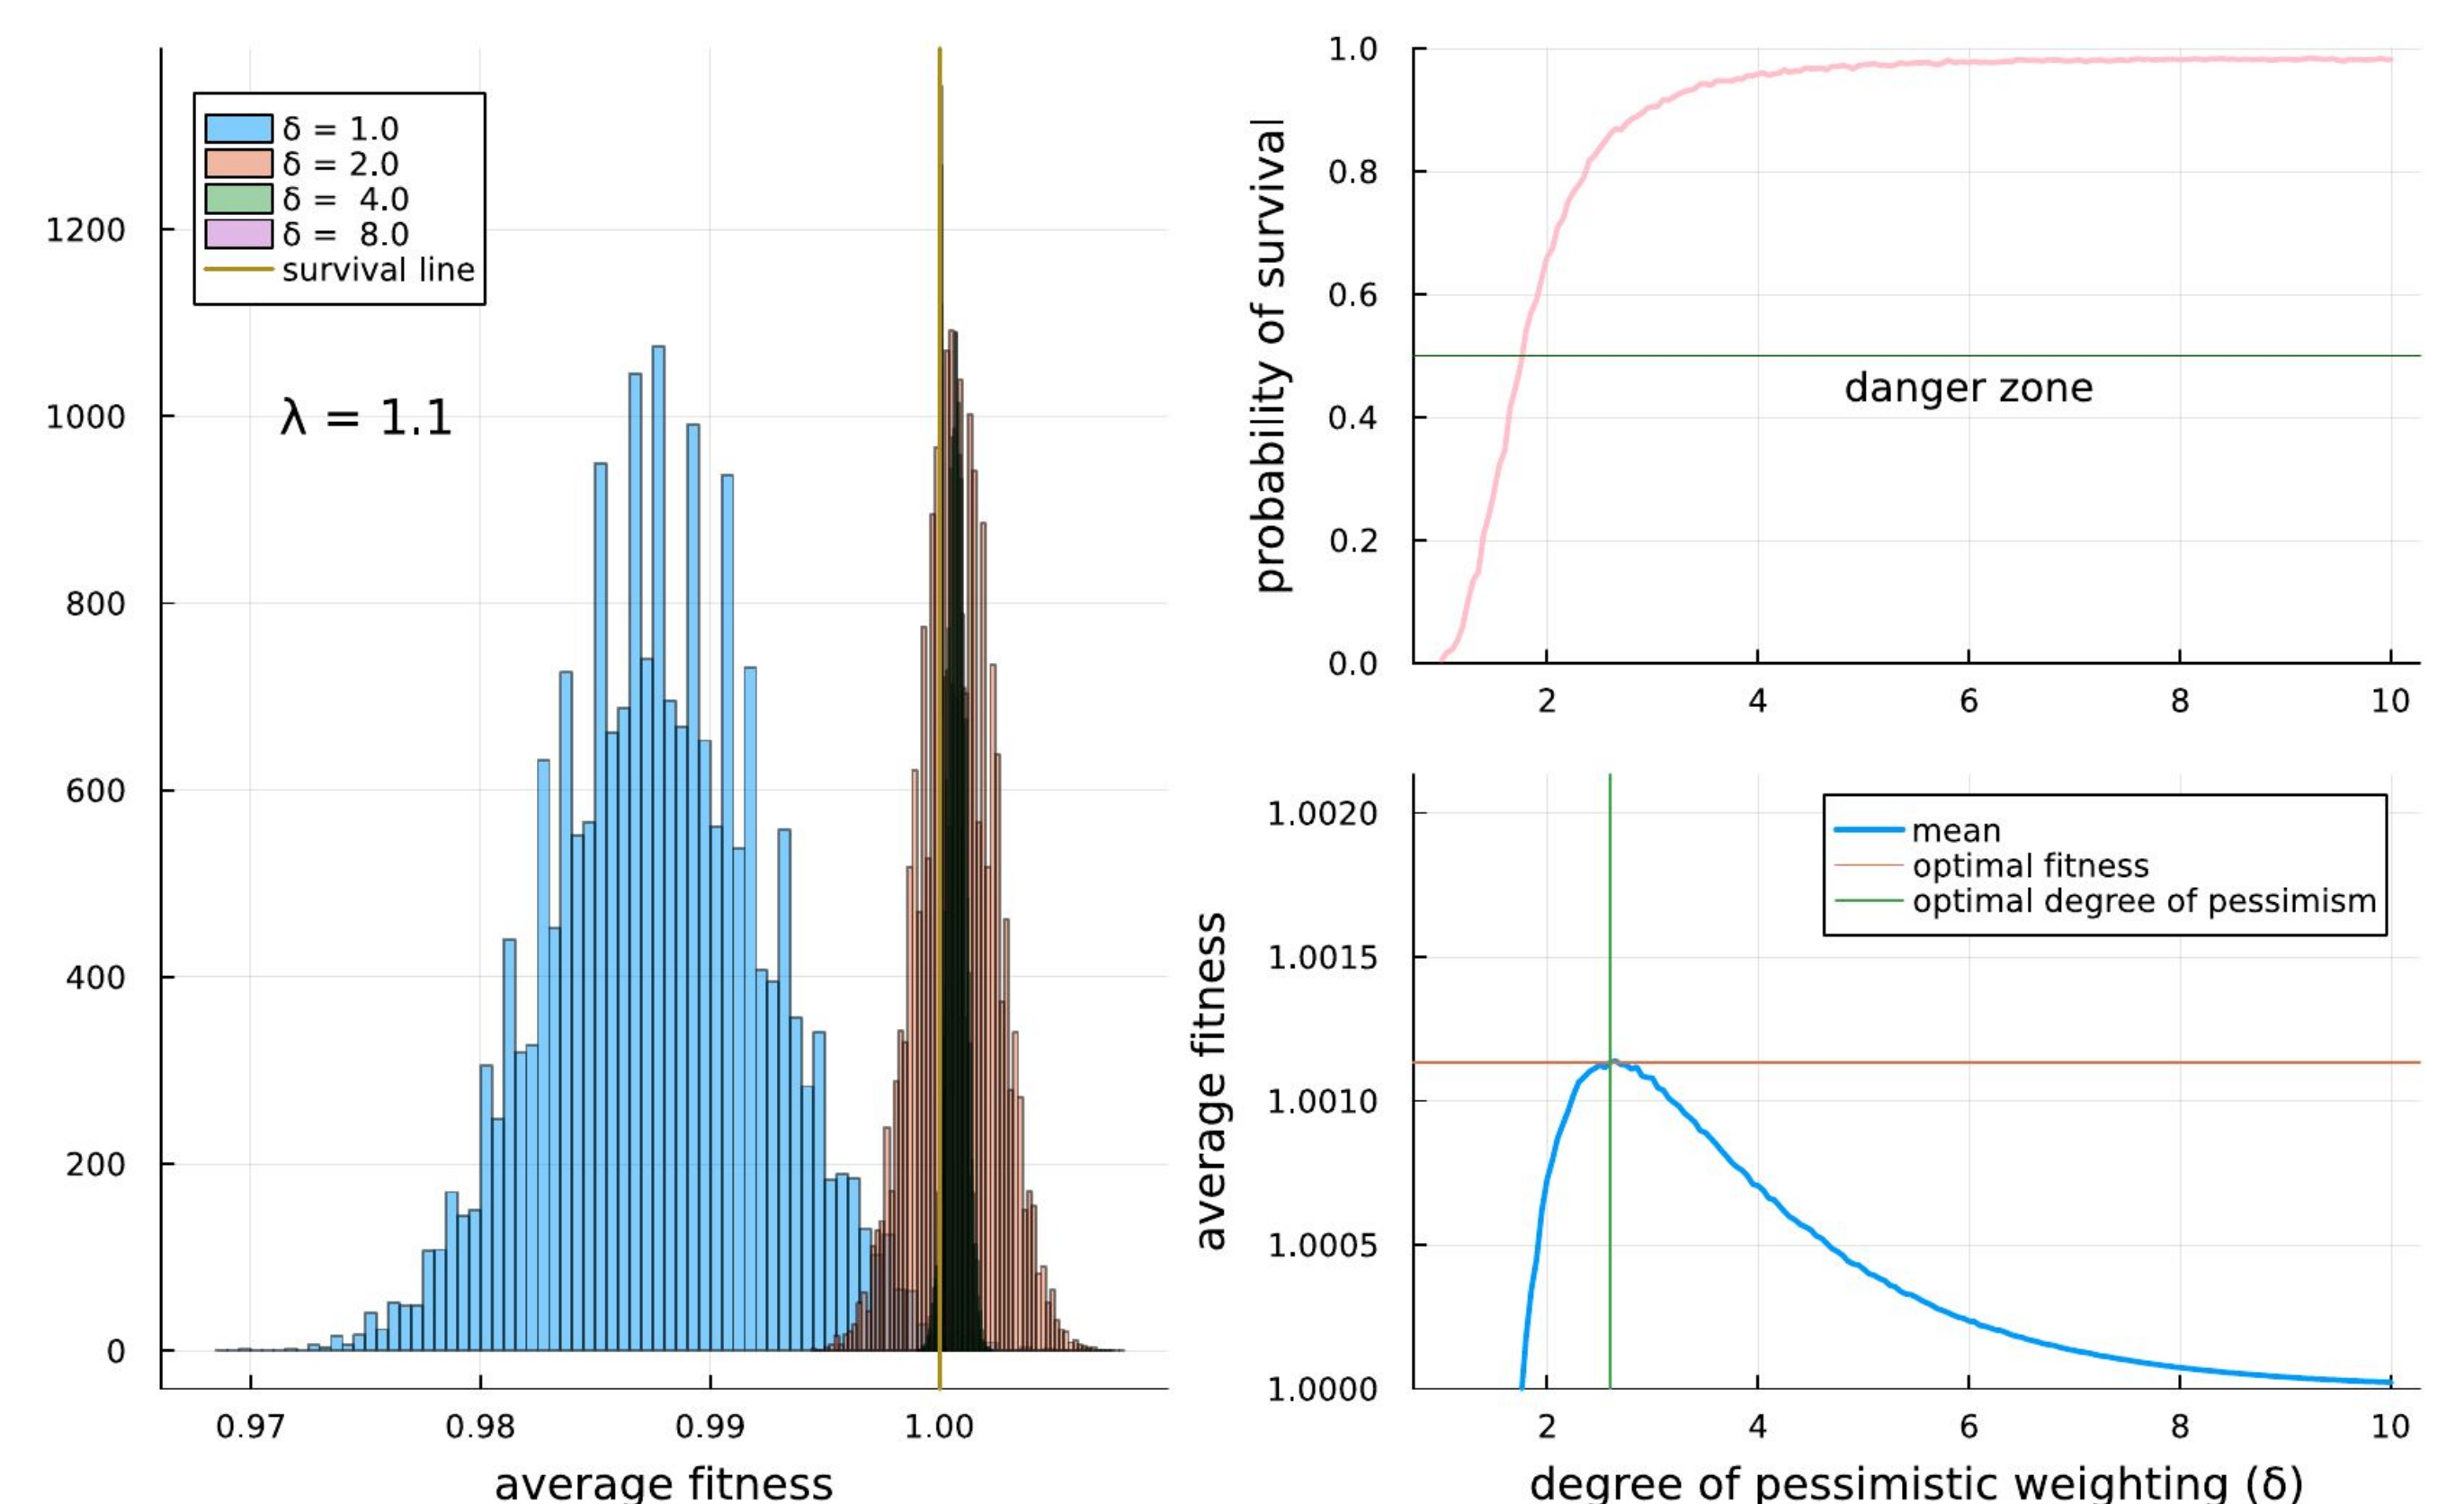 δ = 1.0
δ = 2.0
δ = 4.0
δ = 8.0
survival line
λ = 1.1
1200
1000
800
600
400
200
0
0.97 0.98 0.99 1.00
average fitness
probability of survival
1.0
0.8
0.6
0.4
0.2
0.0
danger zone
2 4 6 8 10
average fitness
1.0020
1.0015
1.0010
1.0005
1.0000
mean
optimal fitness
optimal degree of pessimism
2 4 6 8 10
degree of pessimistic weighting (δ)